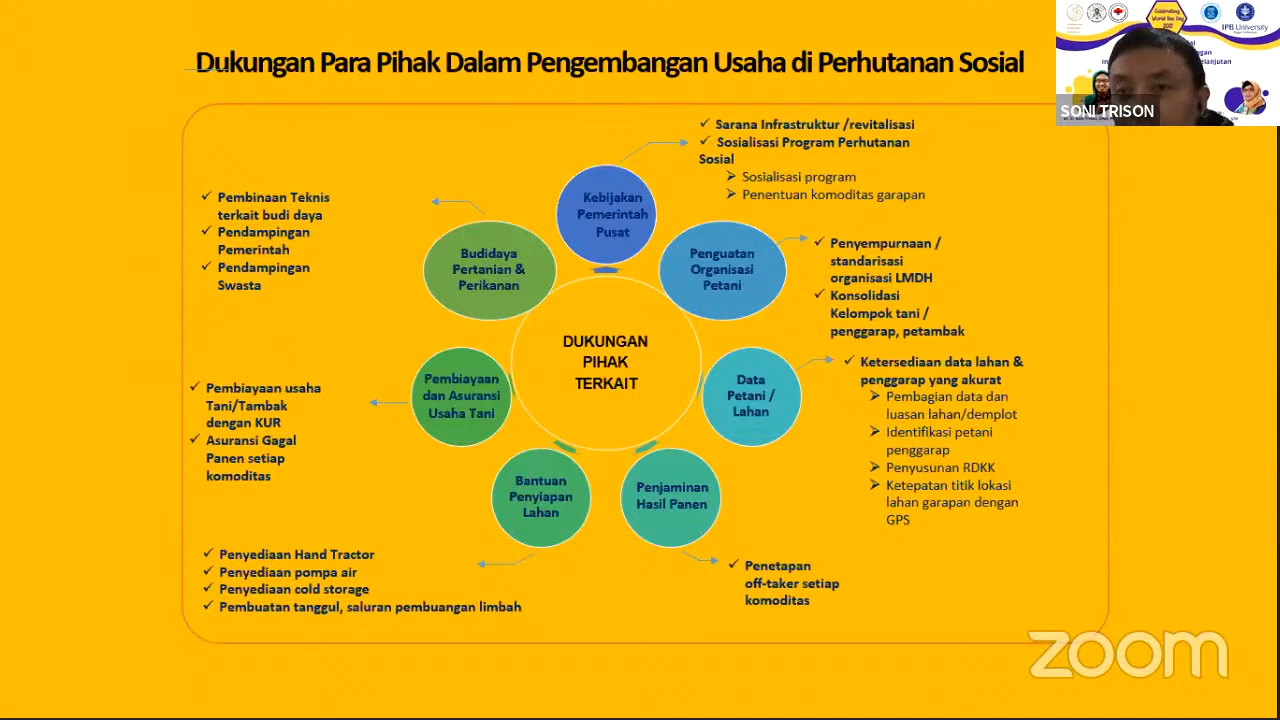 Dukungan Para Pihak Dalam Pengembangan Usaha di Perhutanan Sosial
Celebrating
World Bee Day
IPB University
SONI TRISON
Sarana Infrastruktur /revitalisasi
Sosialisasi Program Perhutanan
Sosial
Sosialisasi program
Penentuan komoditas garapan
Kebijakan
Pemerintah
Pusat
Pembinaan Teknis
terkait budi daya
Pendampingan
Pemerintah
Pendampingan
Swasta
Budidaya
Pertanian &
Perikanan
Penguatan
Organisasi
Petani
Penyempurnaan /
standarisasi
organisasi LMDH
Konsolidasi
Kelompok tani /
penggarap, petambak
DUKUNGAN
PIHAK
TERKAIT
Pembiayaan usaha
Tani/Tambak
dengan KUR
Asuransi Gagal
Panen setiap
komoditas
Pembiayaan
dan Asuransi
Usaha Tani
Data
Petani /
Lahan
Ketersediaan data lahan &
penggarap yang akurat
Pembagian data dan
luasan lahan/demplot
Identifikasi petani
penggarap
Penyusunan RDKK
Ketepatan titik lokasi
lahan garapan dengan
GPS
Bantuan
Penyiapan
Lahan
Penjaminan
Hasil Panen
Penyediaan Hand Tractor
Penyediaan pompa air
Penyediaan cold storage
Pembuatan tanggul, saluran pembuangan limbah
Penetapan
off-taker setiap
komoditas
zoom